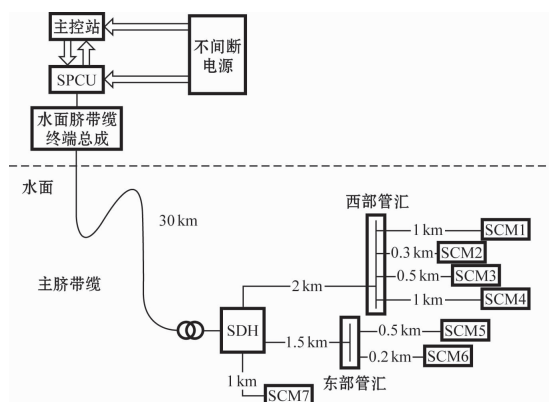 主控站
不间断
电源
SPCU
水面脐带缆
终端总成
水面
30 km
主脐带缆
西部管汇
1 km
SCM1
0.3 km
SCM2
0.5 km
SCM3
2 km
1 km
SCM4
SDH
1.5 km
0.5 km
SCM5
0.2 km
SCM6
1 km
东部管汇
SCM7